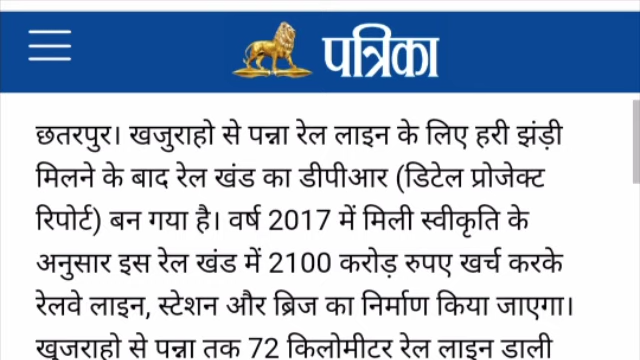 पत्रिका
छतरपुर। खजुराहो से पन्ना रेल लाइन के लिए हरी झंड़ी
मिलने के बाद रेल खंड का डीपीआर (डिटेल प्रोजेक्ट
रिपोर्ट) बन गया है। वर्ष 2017 में मिली स्वीकृति के
अनुसार इस रेल खंड में 2100 करोड़ रुपए खर्च करके
रेलवे लाइन, स्टेशन और ब्रिज का निर्माण किया जाएगा।
खुजराहो से पन्ना तक 72 किलोमीटर रेल लाइन डाली